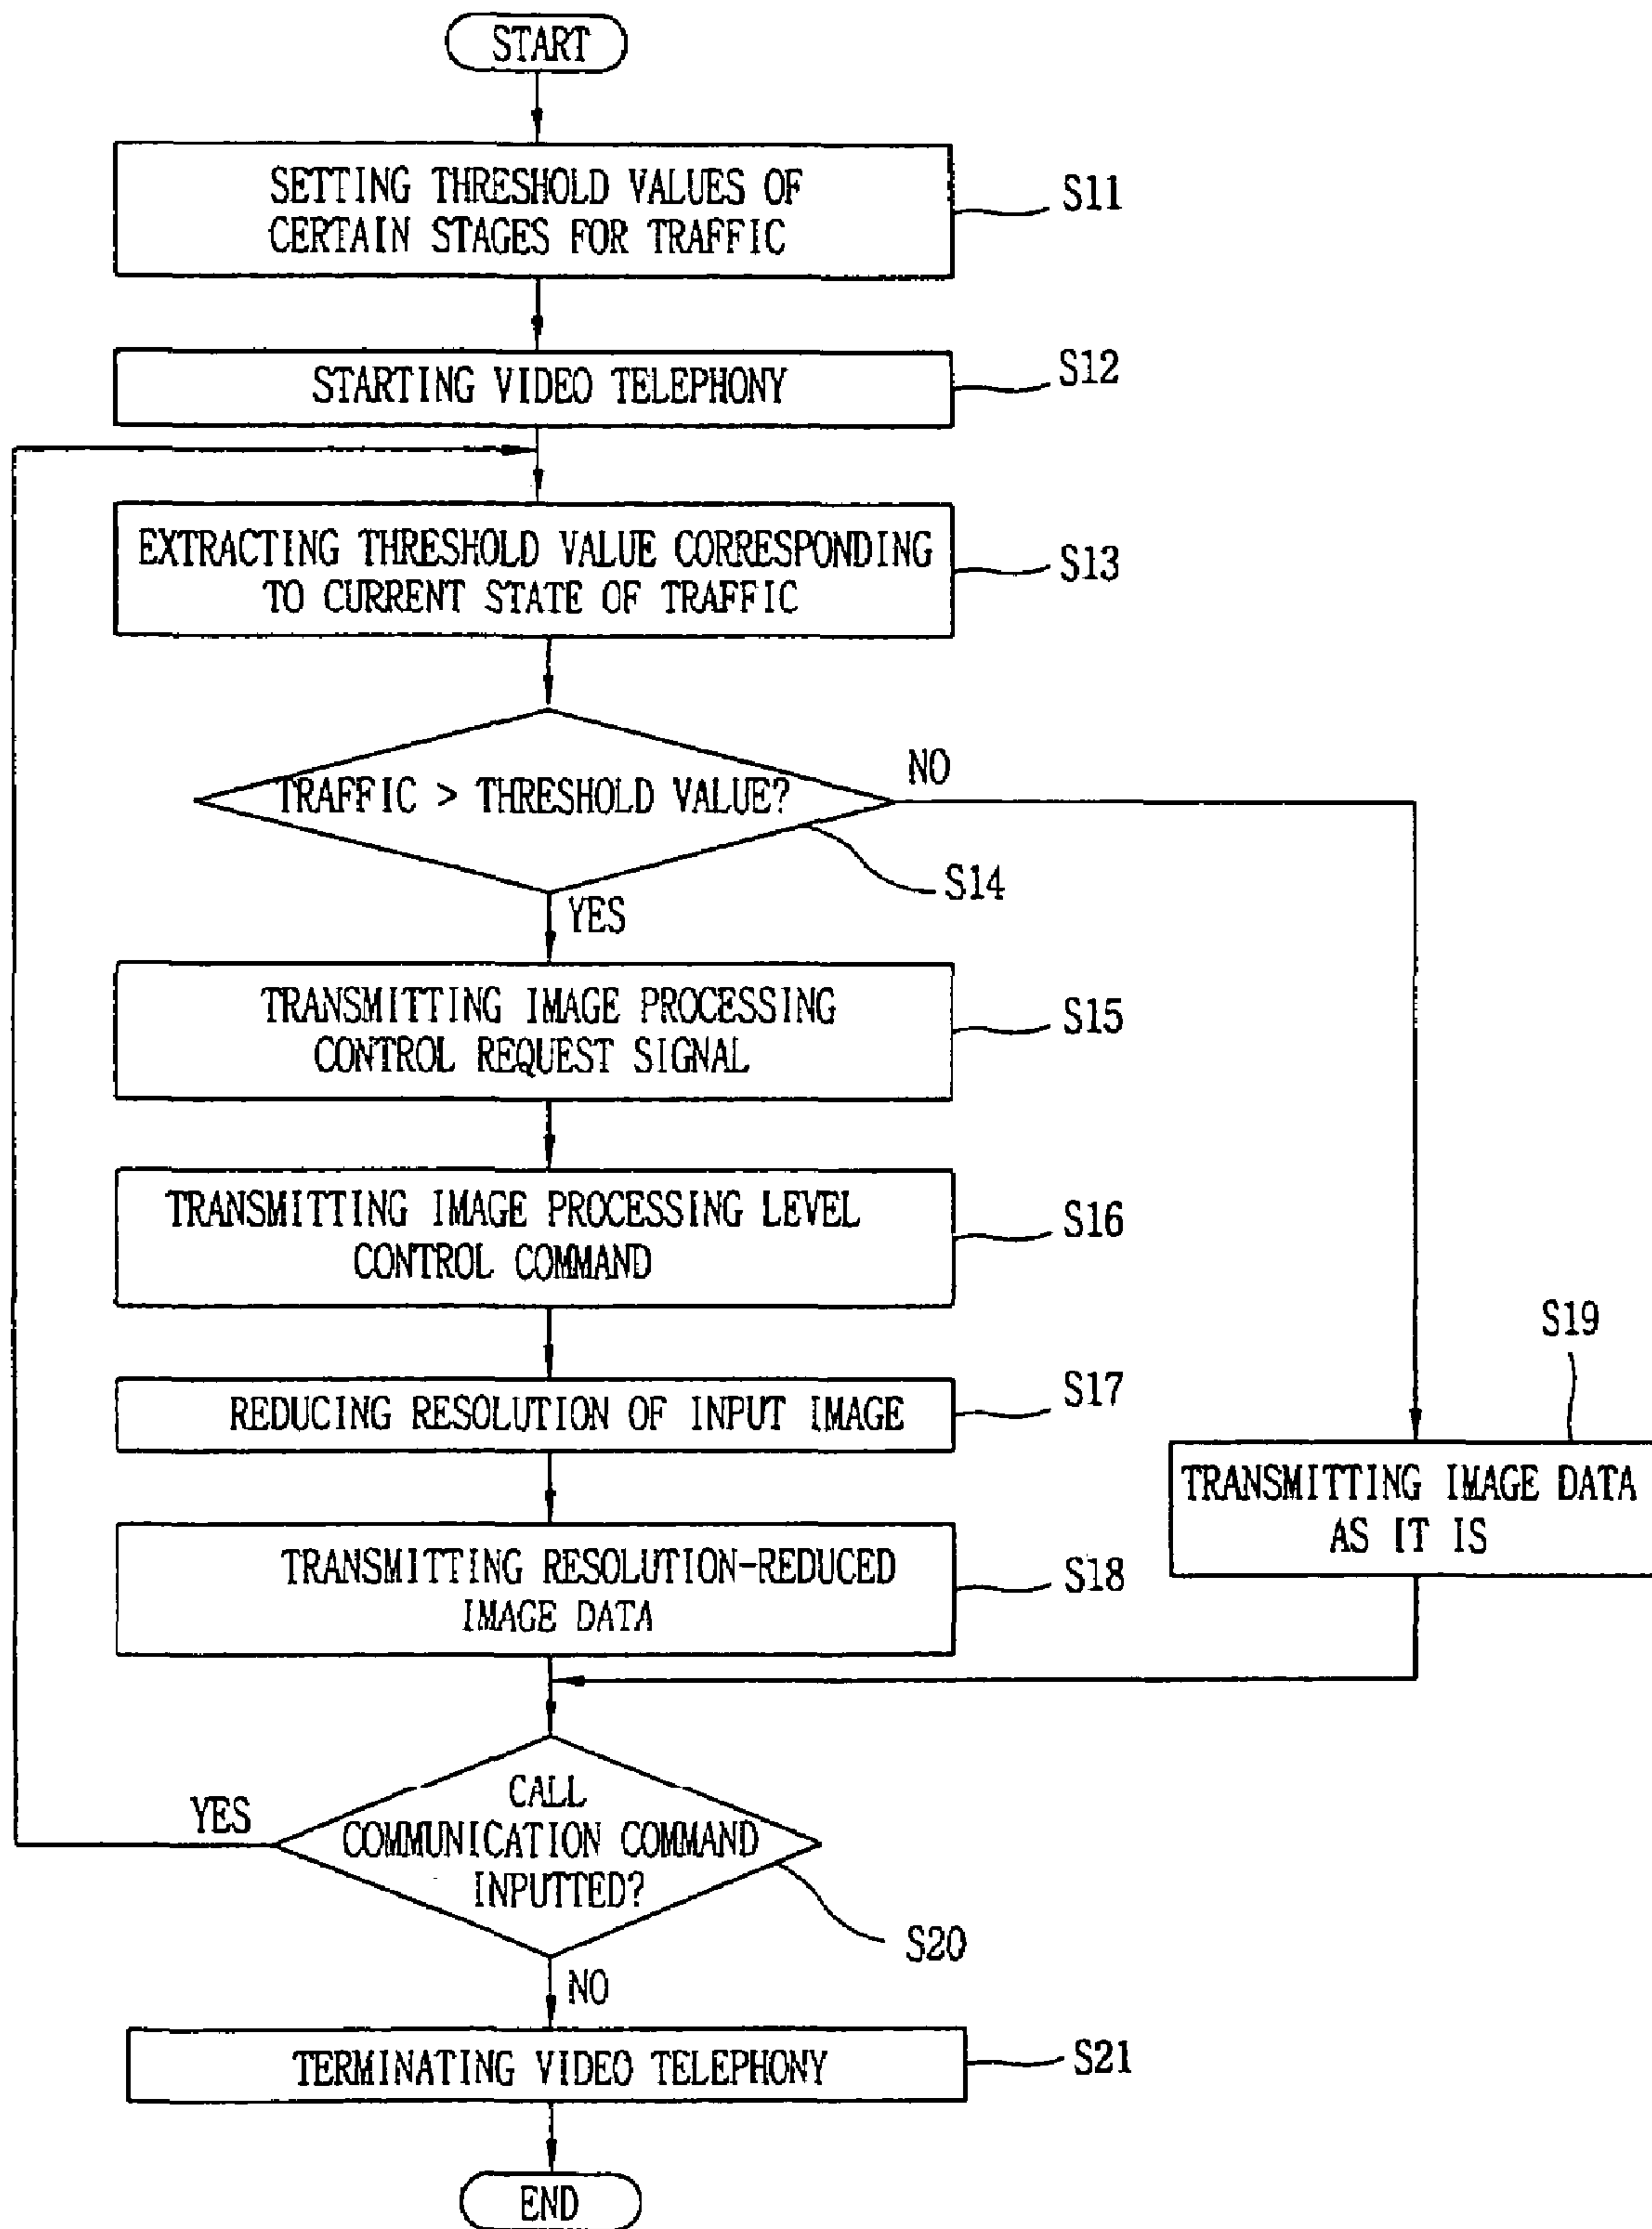 START
SETTING THRESHOLD VALUES OF
CERTAIN STAGES FOR TRAFFIC
S11
STARTING VIDEO TELEPHONY
S12
EXTRACTING THRESHOLD VALUE CORRESPONDING
TO CURRENT STATE OF TRAFFIC
S13
TRAFFIC > THRESHOLD VALUE?
NO
S14
YES
TRANSMITTING IMAGE PROCESSING
CONTROL REQUEST SIGNAL
S15
TRANSMITTING IMAGE PROCESSING LEVEL
CONTROL COMMAND
S16
REDUCING RESOLUTION OF INPUT IMAGE
S17
S19
TRANSMITTING IMAGE DATA
AS IT IS
TRANSMITTING RESOLUTION-REDUCED
IMAGE DATA
S18
CALL
COMMUNICATION COMMAND
INPUTTED?
YES
S20
NO
TERMINATING VIDEO TELEPHONY
S21
END